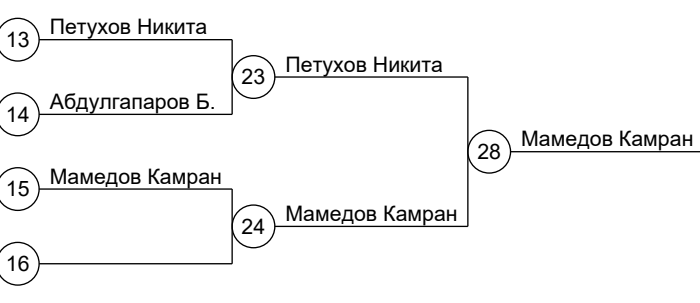 13 Петухов Никита
23 Петухов Никита
14 Абдулгапаров Б.
28 Мамедов Камран
15 Мамедов Камран
24 Мамедов Камран
16